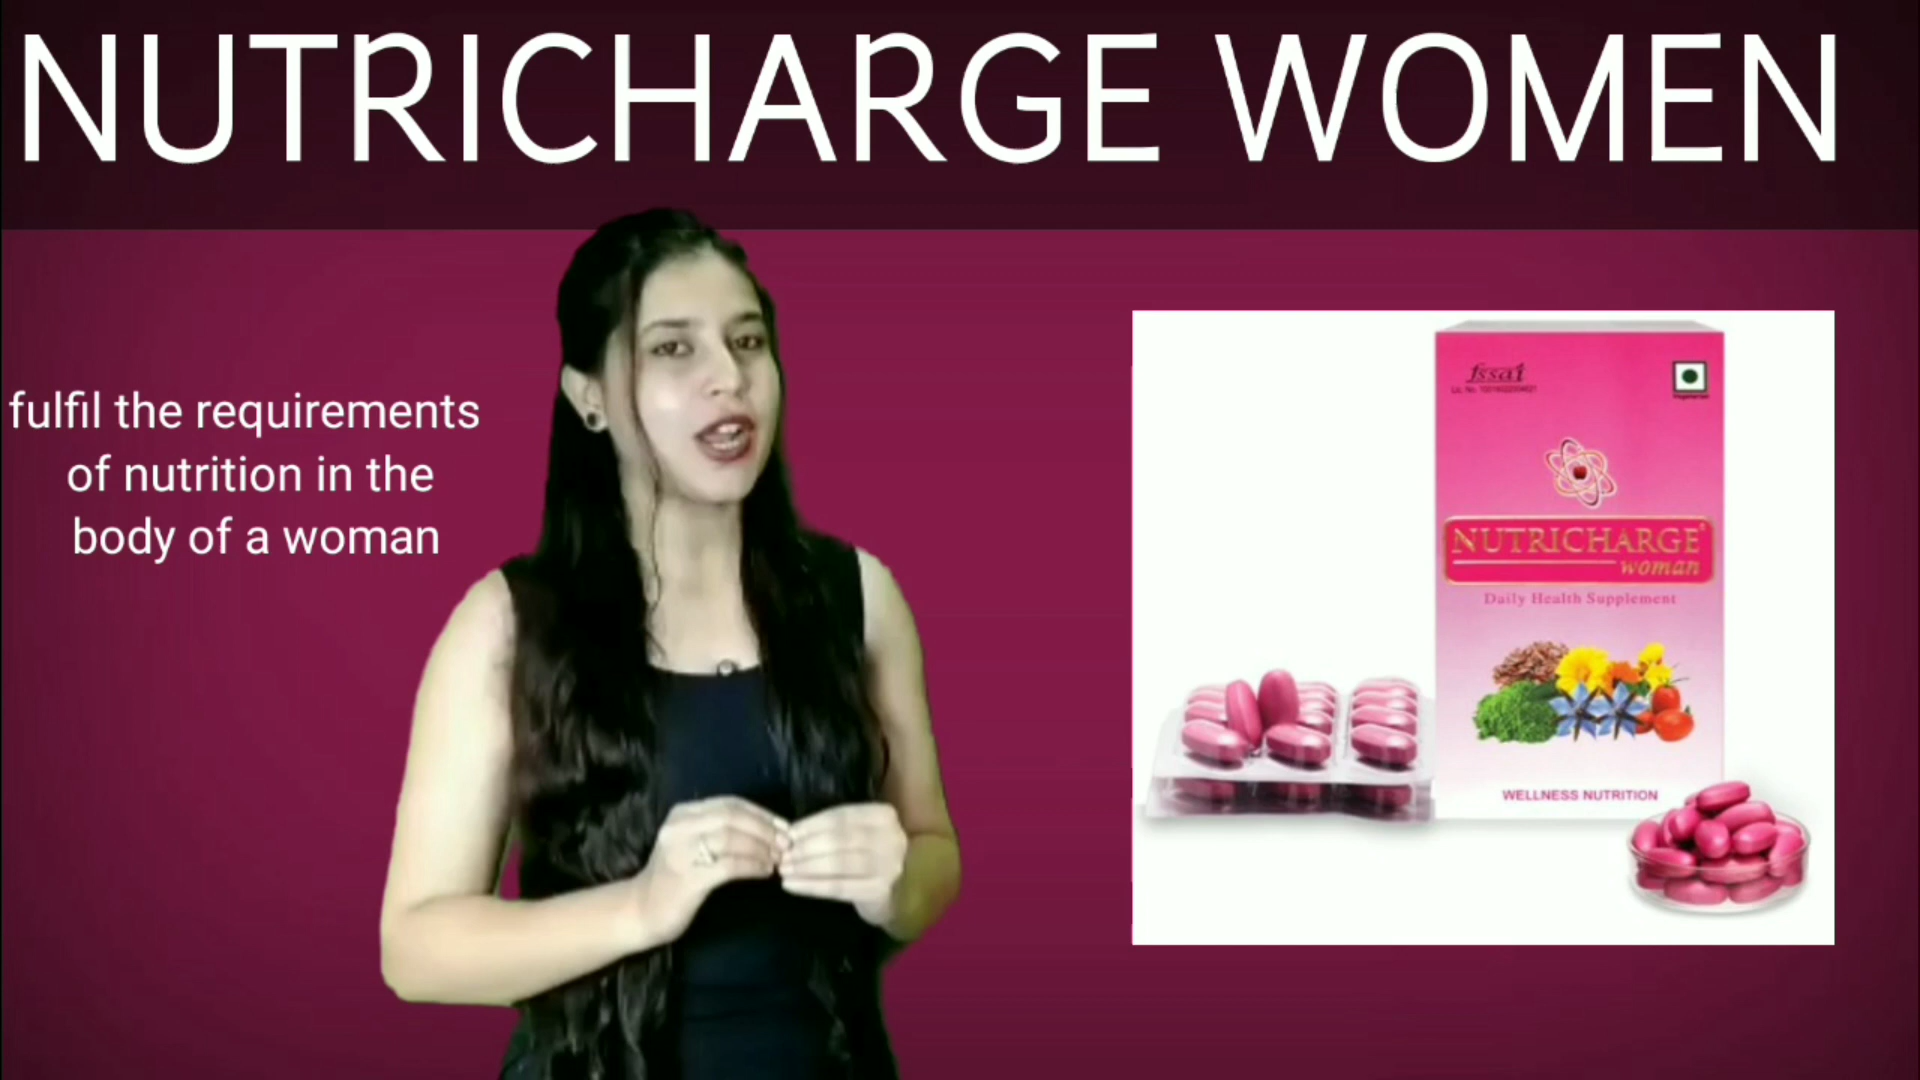 NUTRICHARGE WOMEN
fulfil the requirements
of nutrition in the
body of a woman
fssai
NUTRICHARGE
woman
Daily Health Supplement
WELLNESS NUTRITION